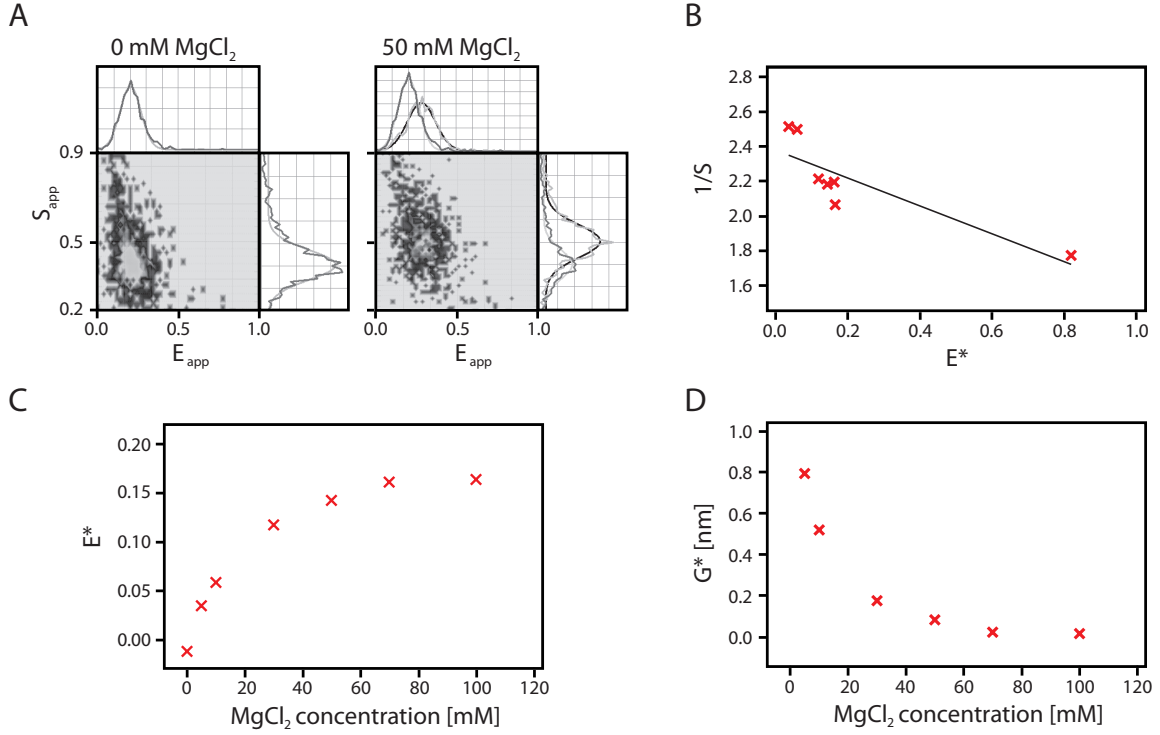 A
0 mM MgCl2
50 mM MgCl2
0.9
0.5
0.2
Sapp
0.0 0.5 1.0
0.0 0.5 1.0
Eapp
Eapp
B
2.8
2.6
2.4
2.2
2.0
1.8
1.6
1/S
0.0 0.2 0.4 0.6 0.8 1.0
E*
C
0.20
0.15
0.10
0.05
0.00
E*
0 20 40 60 80 100 120
MgCl2 concentration [mM]
D
1.0
0.8
0.6
0.4
0.2
0.0
G* [nm]
0 20 40 60 80 100 120
MgCl2 concentration [mM]